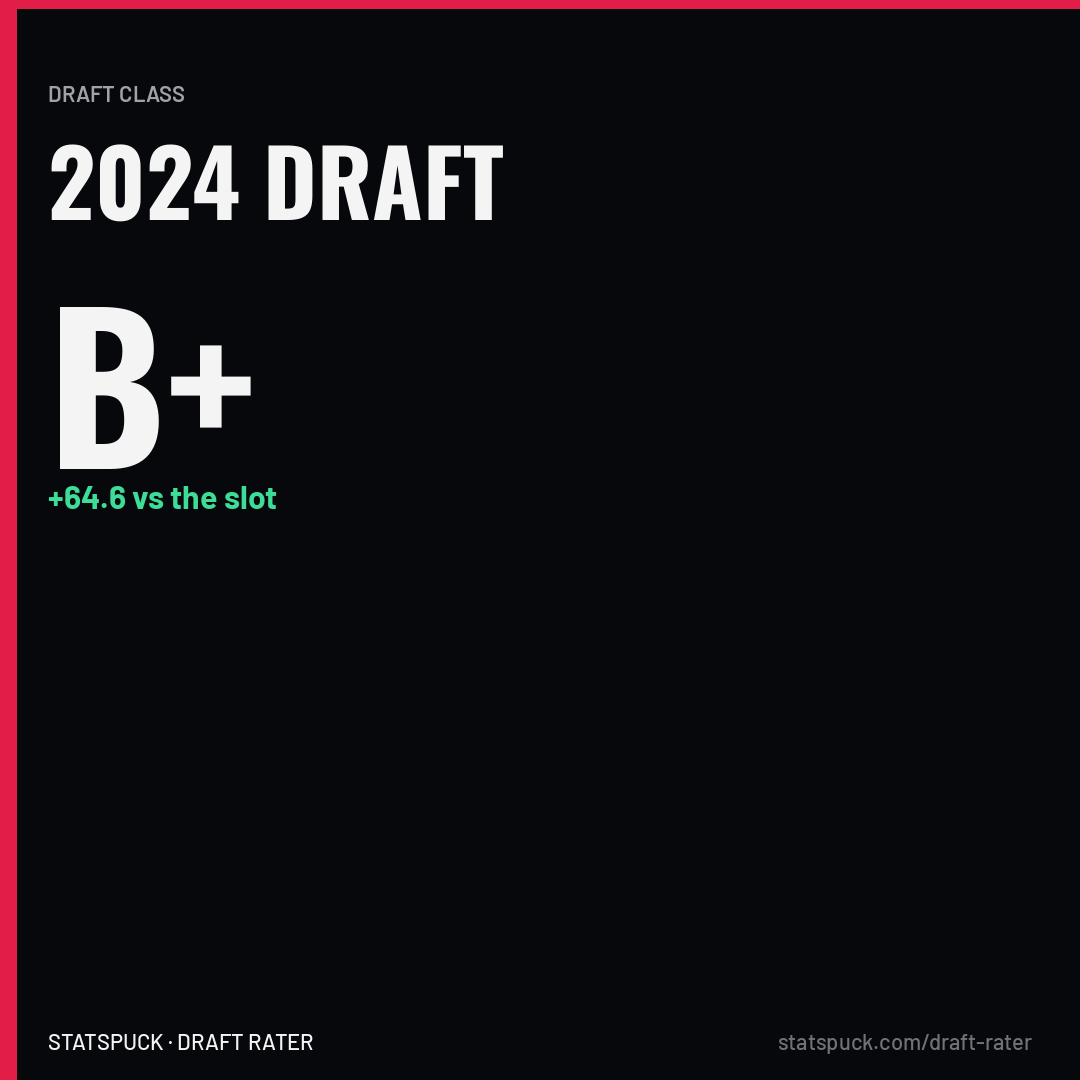 DRAFT CLASS
2024 DRAFT
B+
+64.6 vs the slot
STATSPUCK · DRAFT RATER
statspuck.com/draft-rater